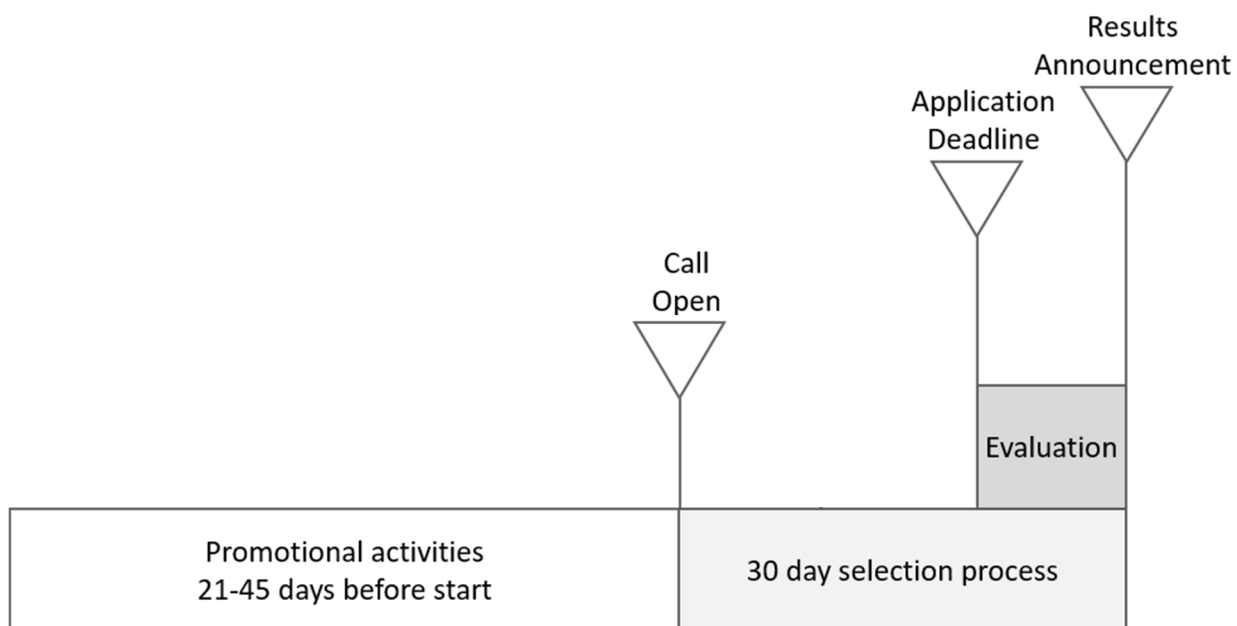 Results
Announcement
Application
Deadline
Call
Open
Evaluation
Promotional activities
21-45 days before start
30 day selection process